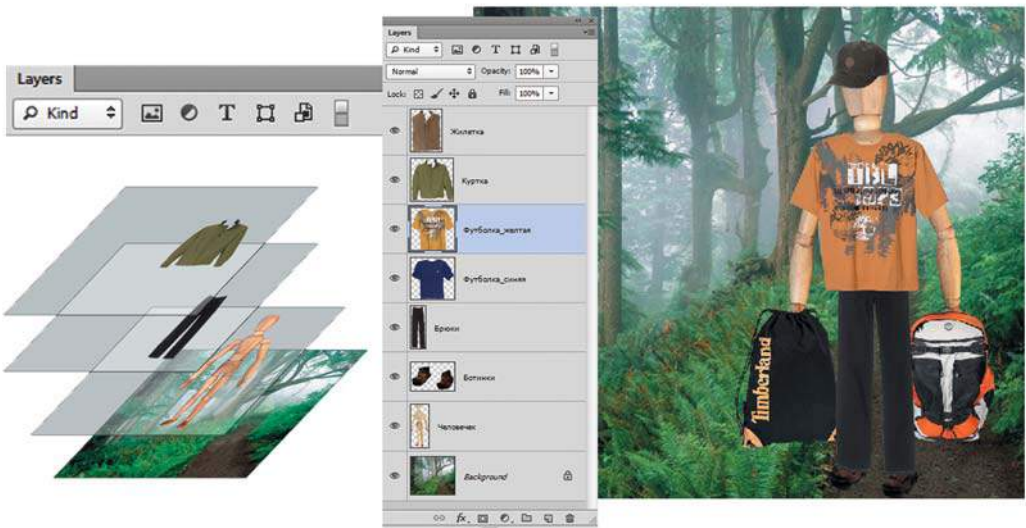 Layers
Kind
Layers
Kind
Normal
Opacity: 100%
Lock:
Fill: 100%
Жилетка
Куртка
Футболка_желтая
Футболка_синяя
Брюки
Ботинки
Человечек
Background
fx
Timberland